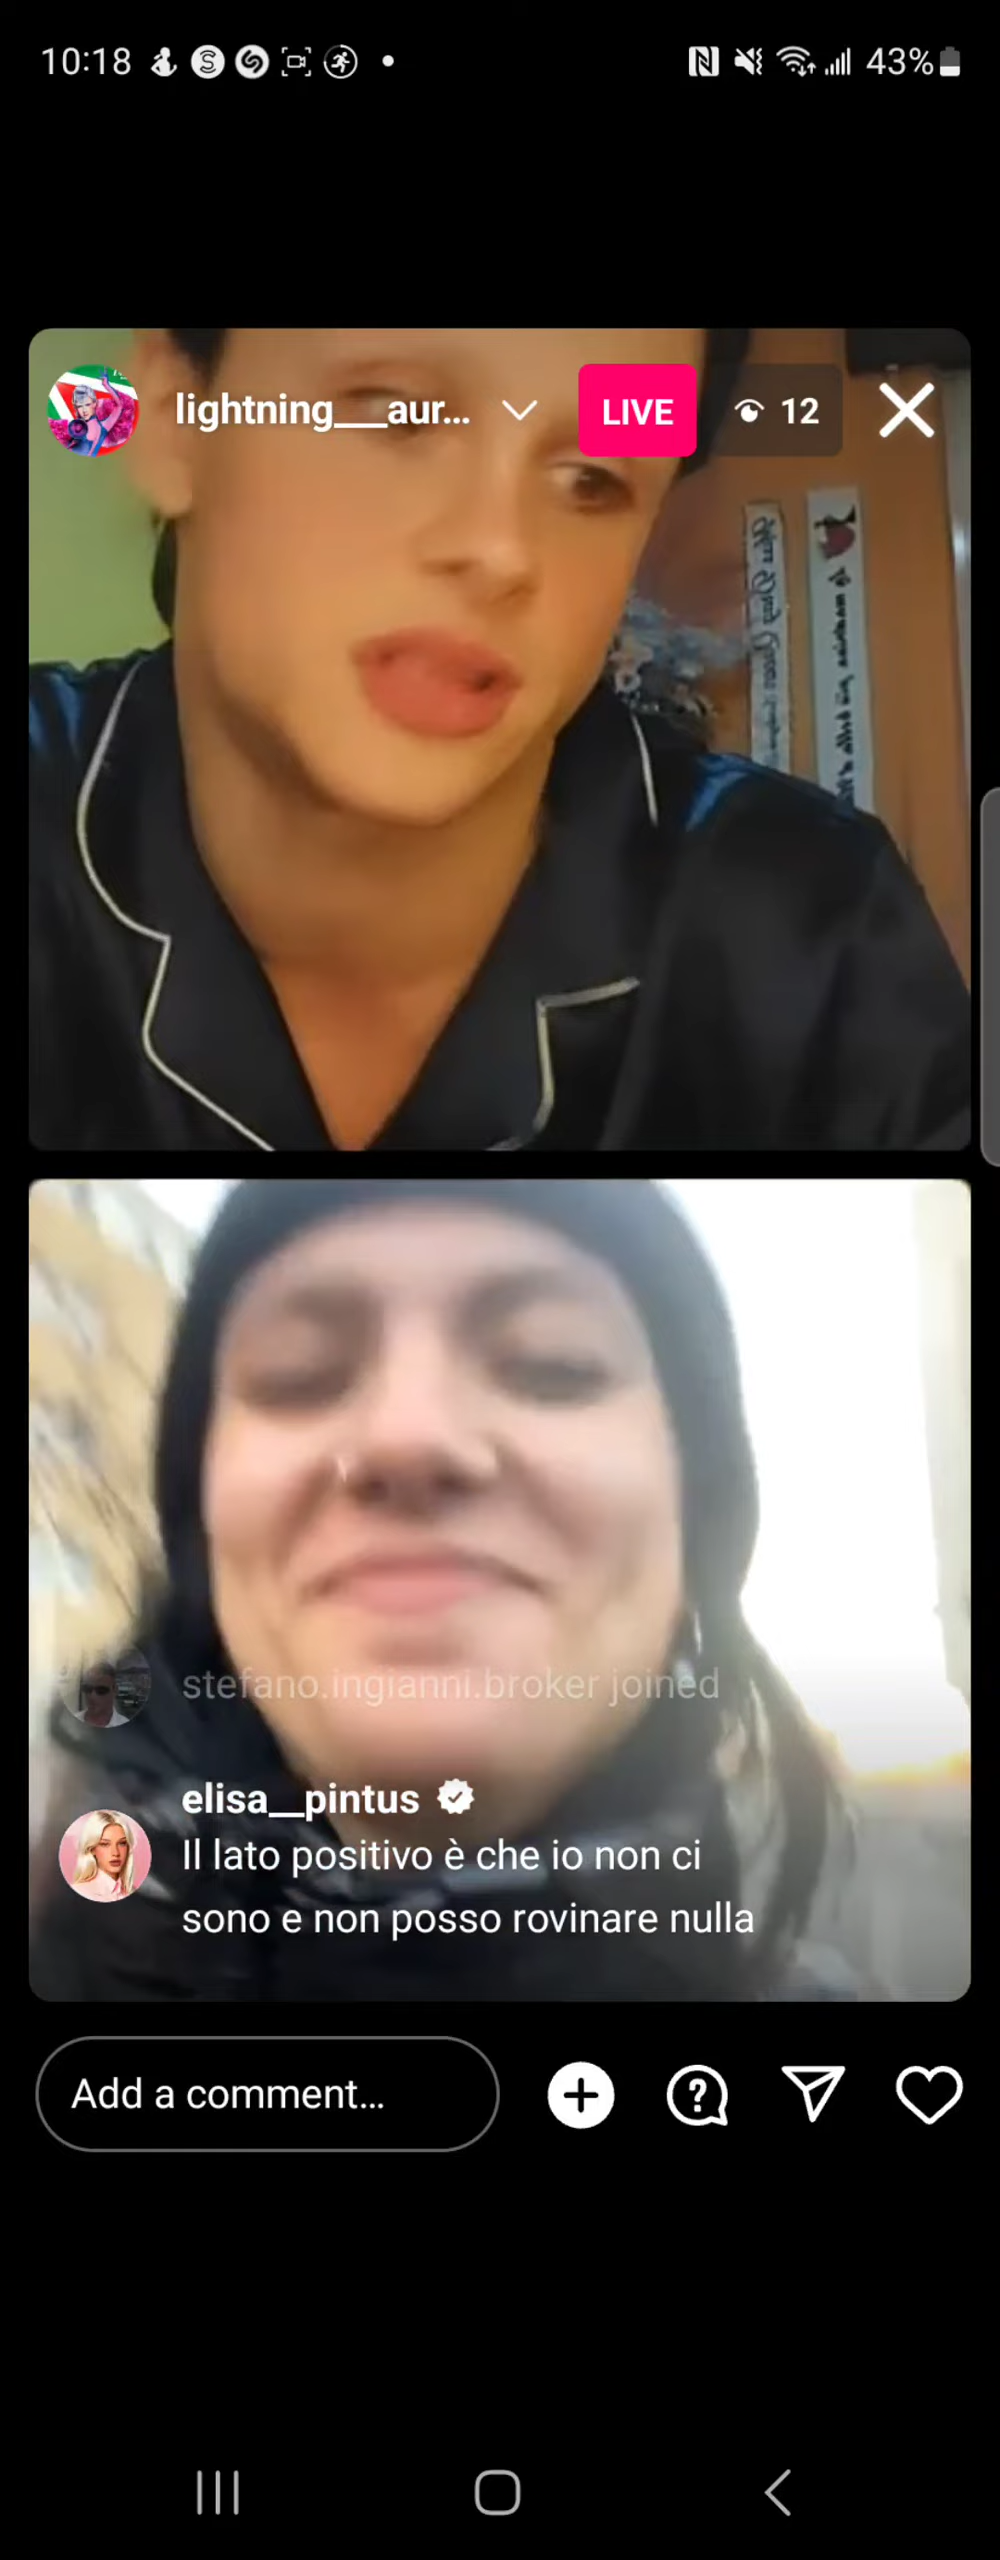 10:18
43%
lightning___aur...
LIVE
12
stefano.ingianni.broker joined
elisa__pintus
Il lato positivo è che io non ci
sono e non posso rovinare nulla
Add a comment...